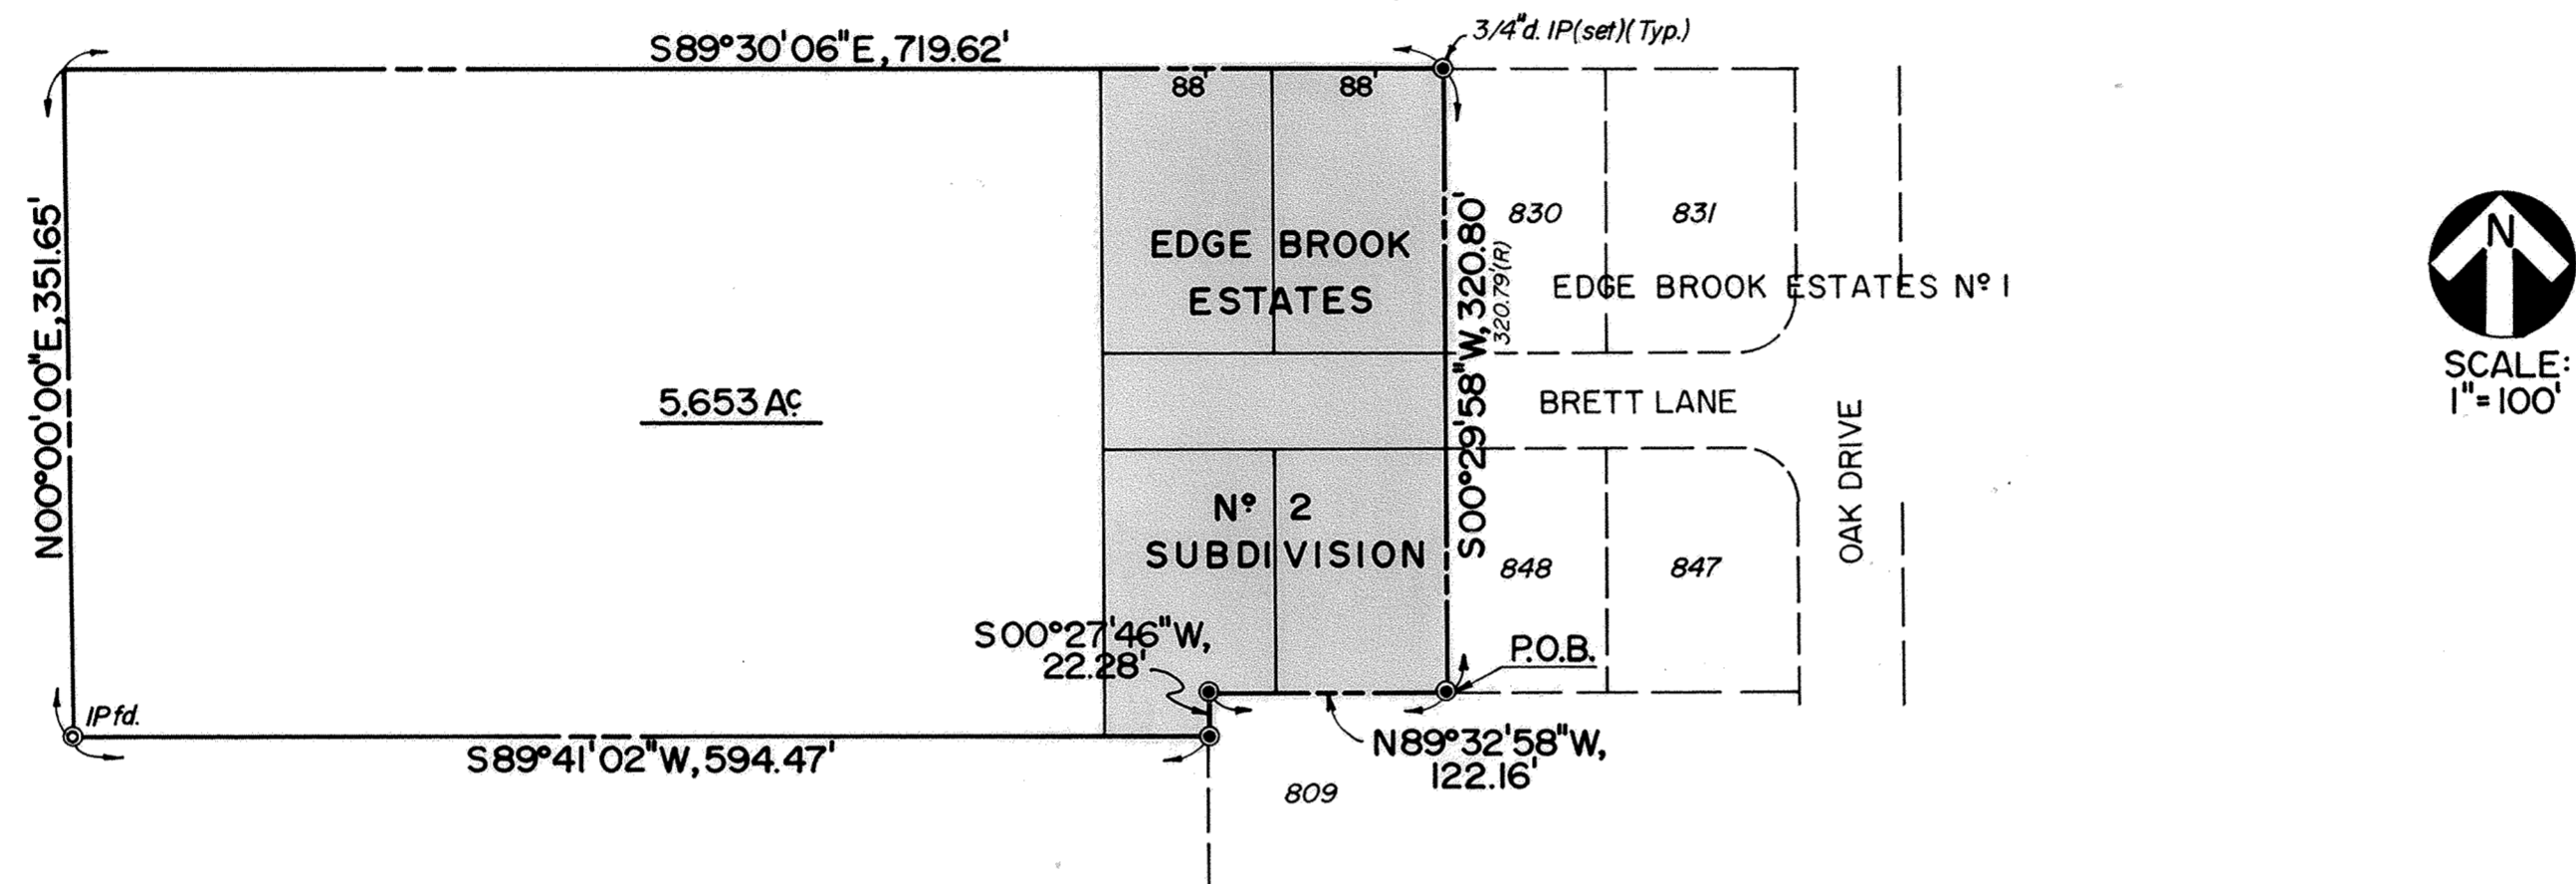 S89°30'06"E, 719.62'
3/4"d. IP(set)(Typ.)
88'
88'
N00°00'00"E, 351.65'
5.653 Ac
EDGE BROOK
ESTATES
Nº 2
SUBDIVISION
S00°29'58"W, 320.80'
320.79'(R)
830
831
EDGE BROOK ESTATES Nº 1
BRETT LANE
OAK DRIVE
848
847
P.O.B.
S00°27'46"W,
22.28'
IP fd.
S89°41'02"W, 594.47'
N89°32'58"W,
122.16'
809
N
SCALE:
1"=100'